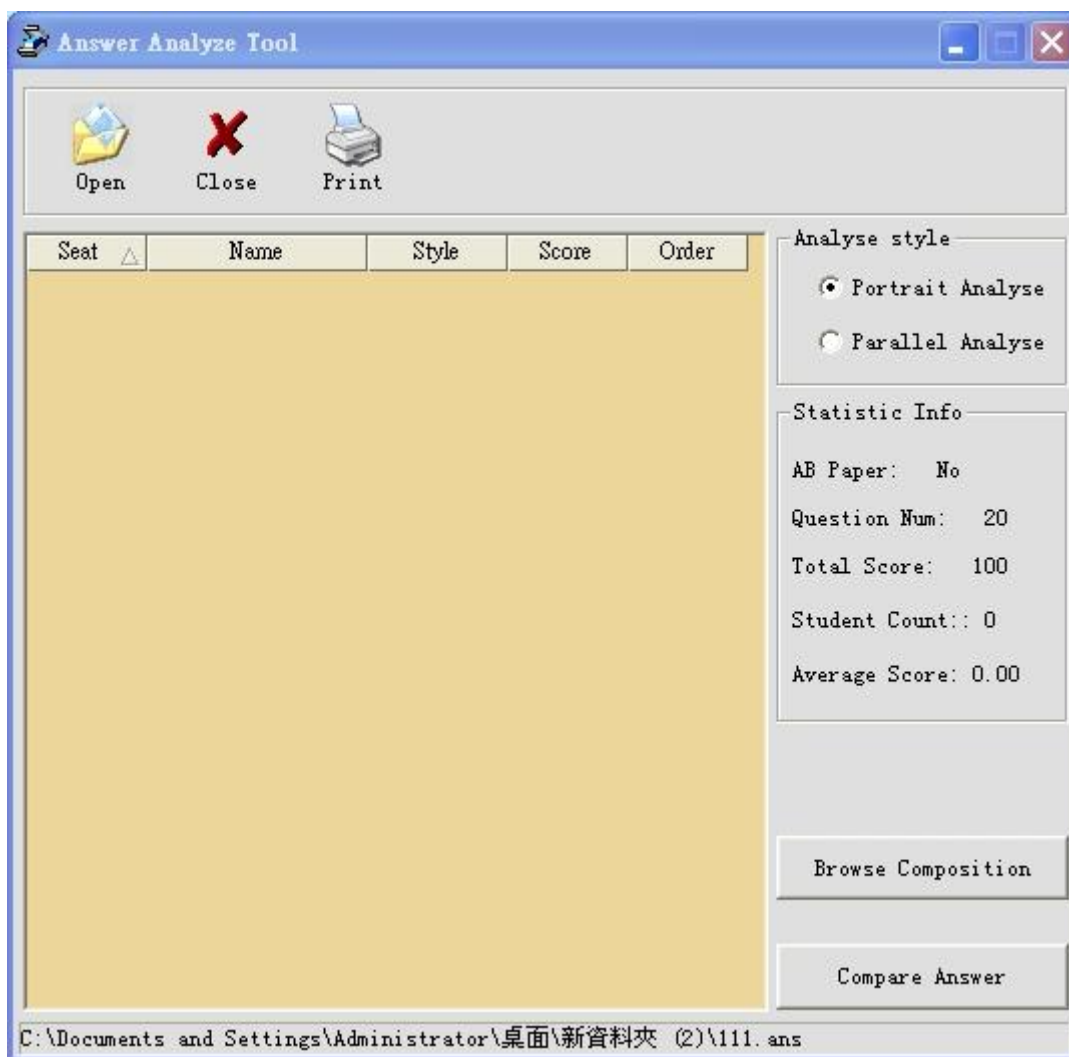 Answer Analyze Tool
Open Close Print
Seat Name Style Score Order
Analyse style
Portrait Analyse
Parallel Analyse
Statistic Info
AB Paper: No
Question Num: 20
Total Score: 100
Student Count:: 0
Average Score: 0.00
Browse Composition
Compare Answer
C:\Documents and Settings\Administrator\桌面\新資料夾 (2)\111.ans